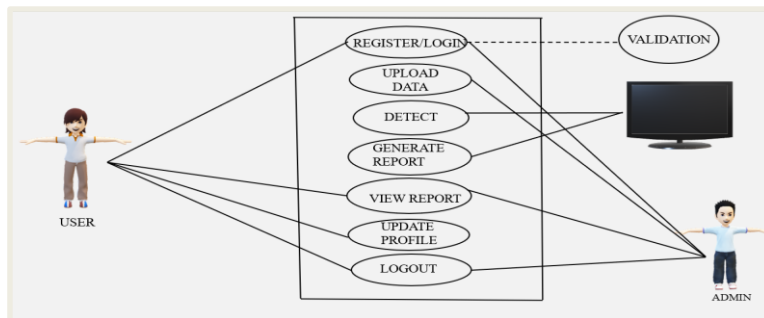 REGISTER/LOGIN
VALIDATION
UPLOAD
DATA
DETECT
GENERATE
REPORT
VIEW REPORT
USER
UPDATE
PROFILE
LOGOUT
ADMIN